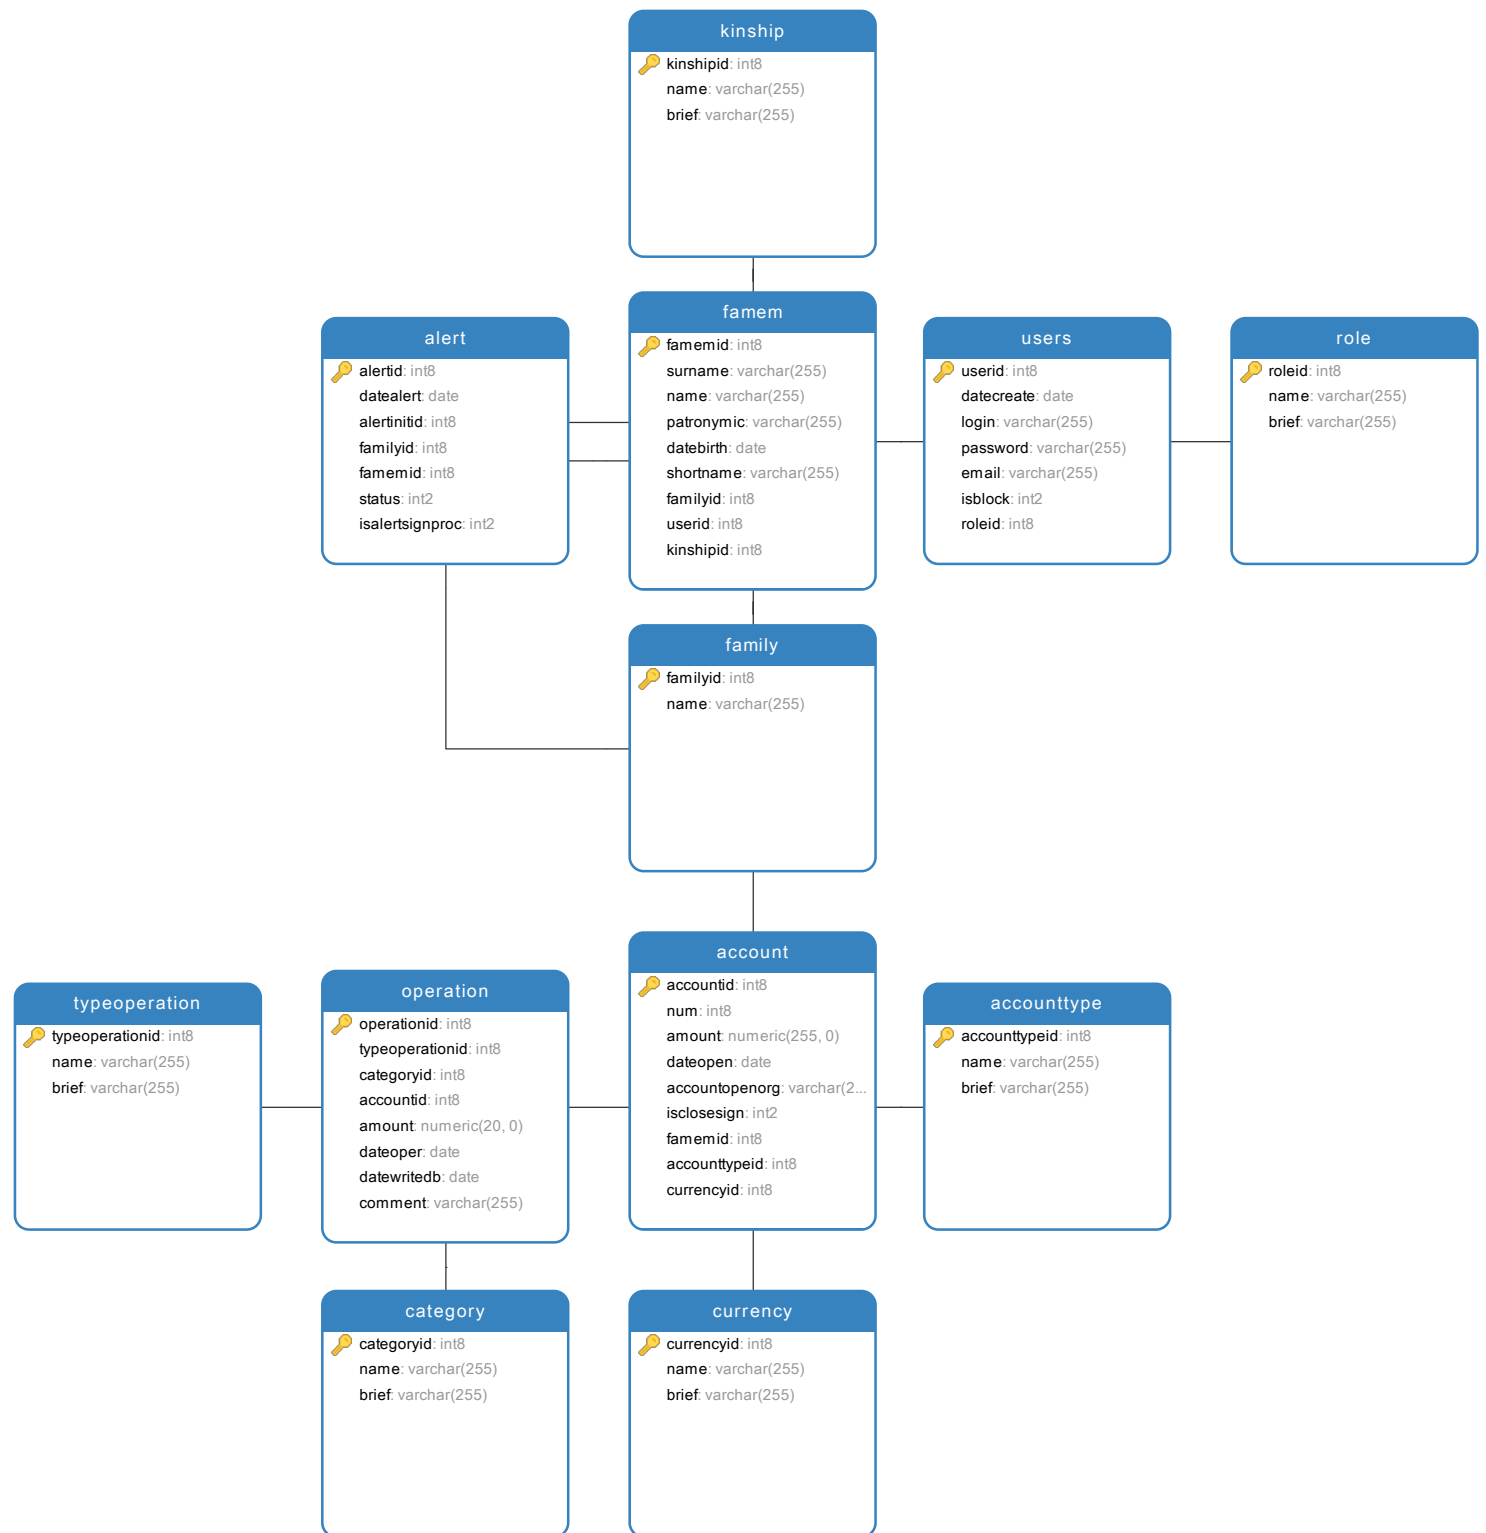 kinship
kinshipid: int8
name: varchar(255)
brief: varchar(255)
alert
alertid: int8
datealert: date
alertinitid: int8
familyid: int8
famemid: int8
status: int2
isalertsignproc: int2
famem
famemid: int8
surname: varchar(255)
name: varchar(255)
patronymic: varchar(255)
datebirth: date
shortname: varchar(255)
familyid: int8
userid: int8
kinshipid: int8
users
userid: int8
datecreate: date
login: varchar(255)
password: varchar(255)
email: varchar(255)
isblock: int2
roleid: int8
role
roleid: int8
name: varchar(255)
brief: varchar(255)
family
familyid: int8
name: varchar(255)
typeoperation
typeoperationid: int8
name: varchar(255)
brief: varchar(255)
operation
operationid: int8
typeoperationid: int8
categoryid: int8
accountid: int8
amount: numeric(20, 0)
dateoper: date
datewritedb: date
comment: varchar(255)
account
accountid: int8
num: int8
amount: numeric(255, 0)
dateopen: date
accountopenorg: varchar(2...
isclosesign: int2
famemid: int8
accounttypeid: int8
currencyid: int8
accounttype
accounttypeid: int8
name: varchar(255)
brief: varchar(255)
category
categoryid: int8
name: varchar(255)
brief: varchar(255)
currency
currencyid: int8
name: varchar(255)
brief: varchar(255)